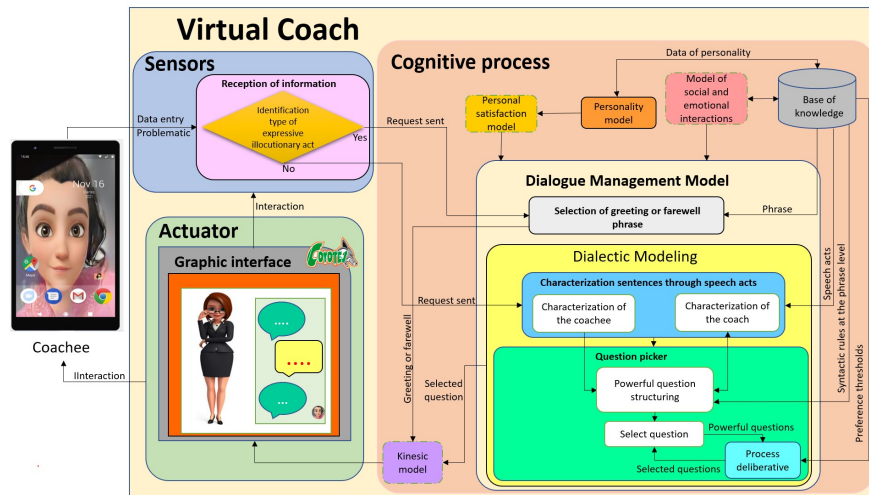 Virtual Coach
Sensors
Reception of information
Identification
type of
expressive
illocutionary act
Yes
No
Data entry
Problematic
Request sent
Cognitive process
Data of personality
Personal
satisfaction
model
Personality
model
Model of
social and
emotional
interactions
Base of
knowledge
Dialogue Management Model
Selection of greeting or farewell
phrase
Phrase
Interaction
Actuator
Graphic interface
COYOTEZ
....
....
....
Nov 16
G
Maps
Coachee
IInteraction
Dialectic Modeling
Request sent
Characterization sentences through speech acts
Characterization of
the coachee
Characterization of
the coach
Question picker
Powerful question
structuring
Select question
Powerful questions
Process
deliberative
Selected questions
Greeting or farewell
Selected
question
Kinesic
model
Speech acts
Syntactic rules at the phrase level
Preference thresholds